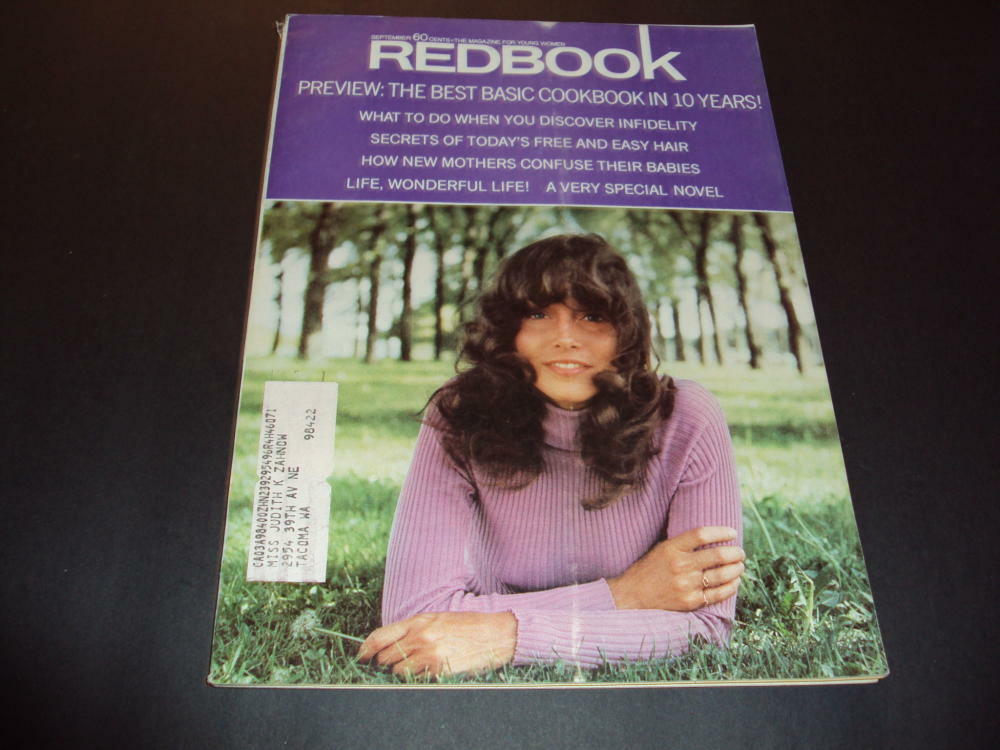 SEPTEMBER 60 CENTS • THE MAGAZINE FOR YOUNG WOMEN
REDBOOK
PREVIEW: THE BEST BASIC COOKBOOK IN 10 YEARS!
WHAT TO DO WHEN YOU DISCOVER INFIDELITY
SECRETS OF TODAY'S FREE AND EASY HAIR
HOW NEW MOTHERS CONFUSE THEIR BABIES
LIFE, WONDERFUL LIFE! A VERY SPECIAL NOVEL
CA03A98400ZHN239295496R4H46071
MISS JUDITH K ZAHNOW
2954 39TH AV NE
TACOMA WA 98422